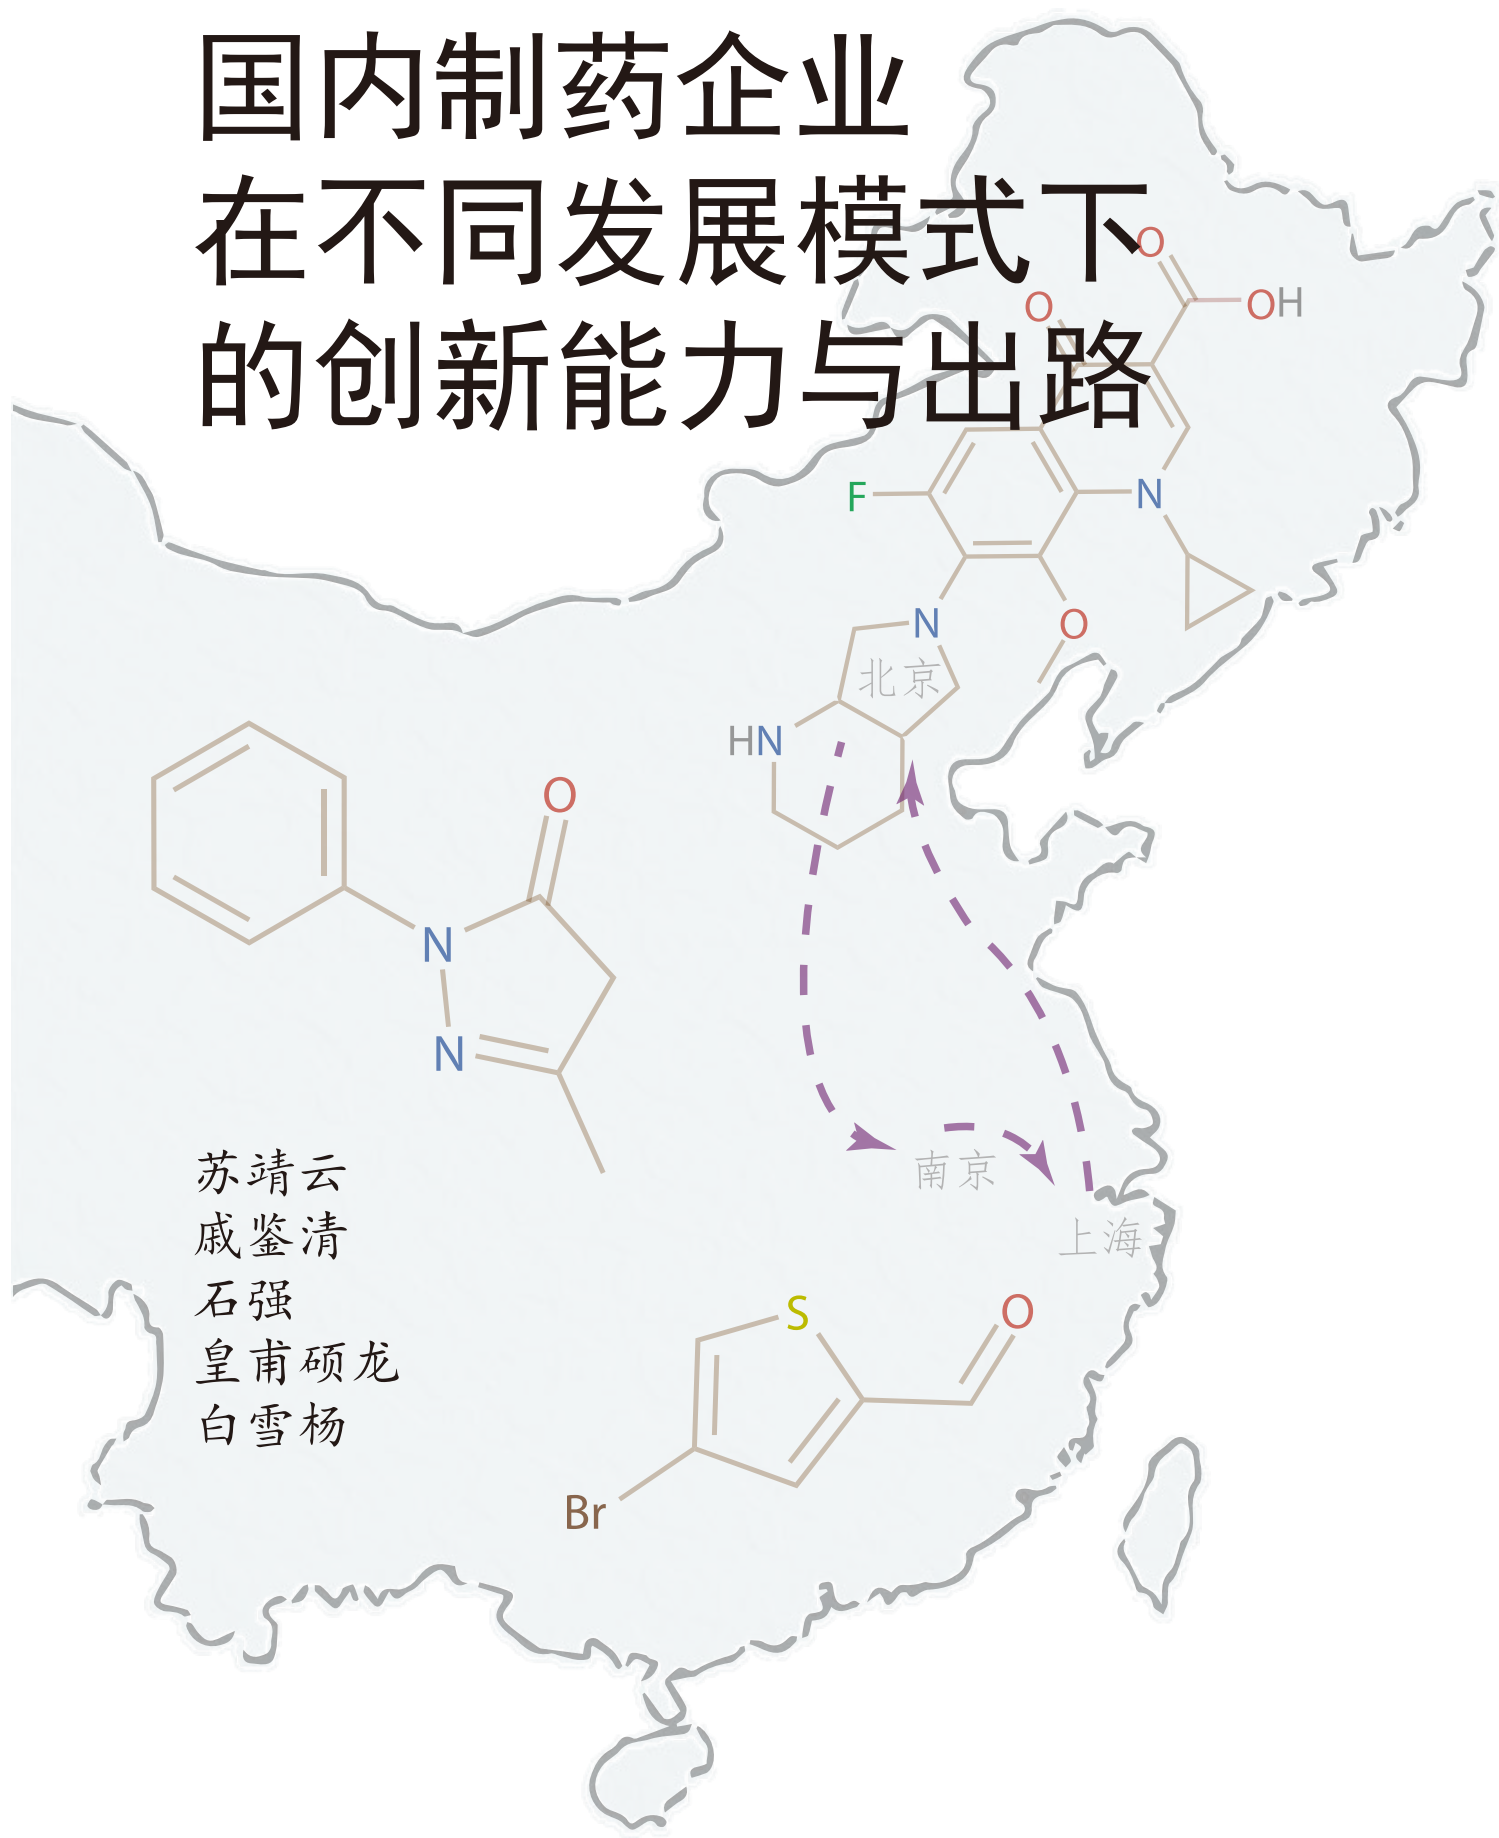 国内制药企业
在不同发展模式下
的创新能力与出路
O
O
OH
F
N
N
O
北京
HN
O
N
N
南京
苏靖云
戚鉴清
石强
皇甫硕龙
白雪杨
上海
S
O
Br